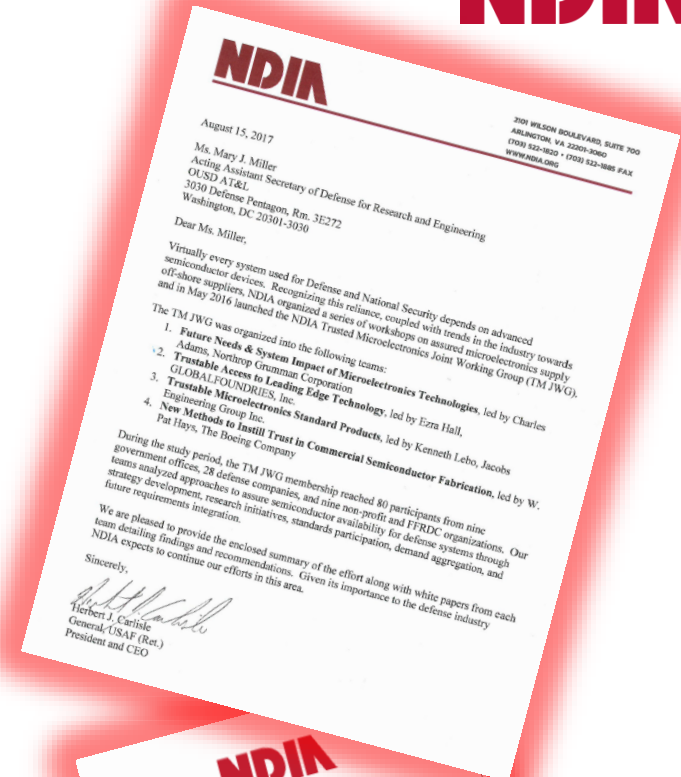 NDIA
NDIA
2101 WILSON BOULEVARD, SUITE 700
ARLINGTON, VA 22201-3060
(703) 522-1820 • (703) 522-1885 FAX
WWW.NDIA.ORG
August 15, 2017
Ms. Mary J. Miller
Acting Assistant Secretary of Defense for Research and Engineering
OUSD AT&L
3030 Defense Pentagon, Rm. 3E272
Washington, DC 20301-3030
Dear Ms. Miller,
Virtually every system used for Defense and National Security depends on advanced
semiconductor devices. Recognizing this reliance, coupled with trends in the industry towards
off-shore suppliers, NDIA organized a series of workshops on assured microelectronics supply
and in May 2016 launched the NDIA Trusted Microelectronics Joint Working Group (TM JWG).
The TM JWG was organized into the following teams:
1. Future Needs & System Impact of Microelectronics Technologies, led by Charles
Adams, Northrop Grumman Corporation
2. Trustable Access to Leading Edge Technology, led by Ezra Hall,
GLOBALFOUNDRIES, Inc.
3. Trustable Microelectronics Standard Products, led by Kenneth Lebo, Jacobs
Engineering Group Inc.
4. New Methods to Instill Trust in Commercial Semiconductor Fabrication, led by W.
Pat Hays, The Boeing Company
During the study period, the TM JWG membership reached 80 participants from nine
government offices, 28 defense companies, and nine non-profit and FFRDC organizations. Our
teams analyzed approaches to assure semiconductor availability for defense systems through
strategy development, research initiatives, standards participation, demand aggregation, and
future requirements integration.
We are pleased to provide the enclosed summary of the effort along with white papers from each
team detailing findings and recommendations. Given its importance to the defense industry
NDIA expects to continue our efforts in this area.
Sincerely,
Herbert J. Carlisle
General, USAF (Ret.)
President and CEO
NDIA